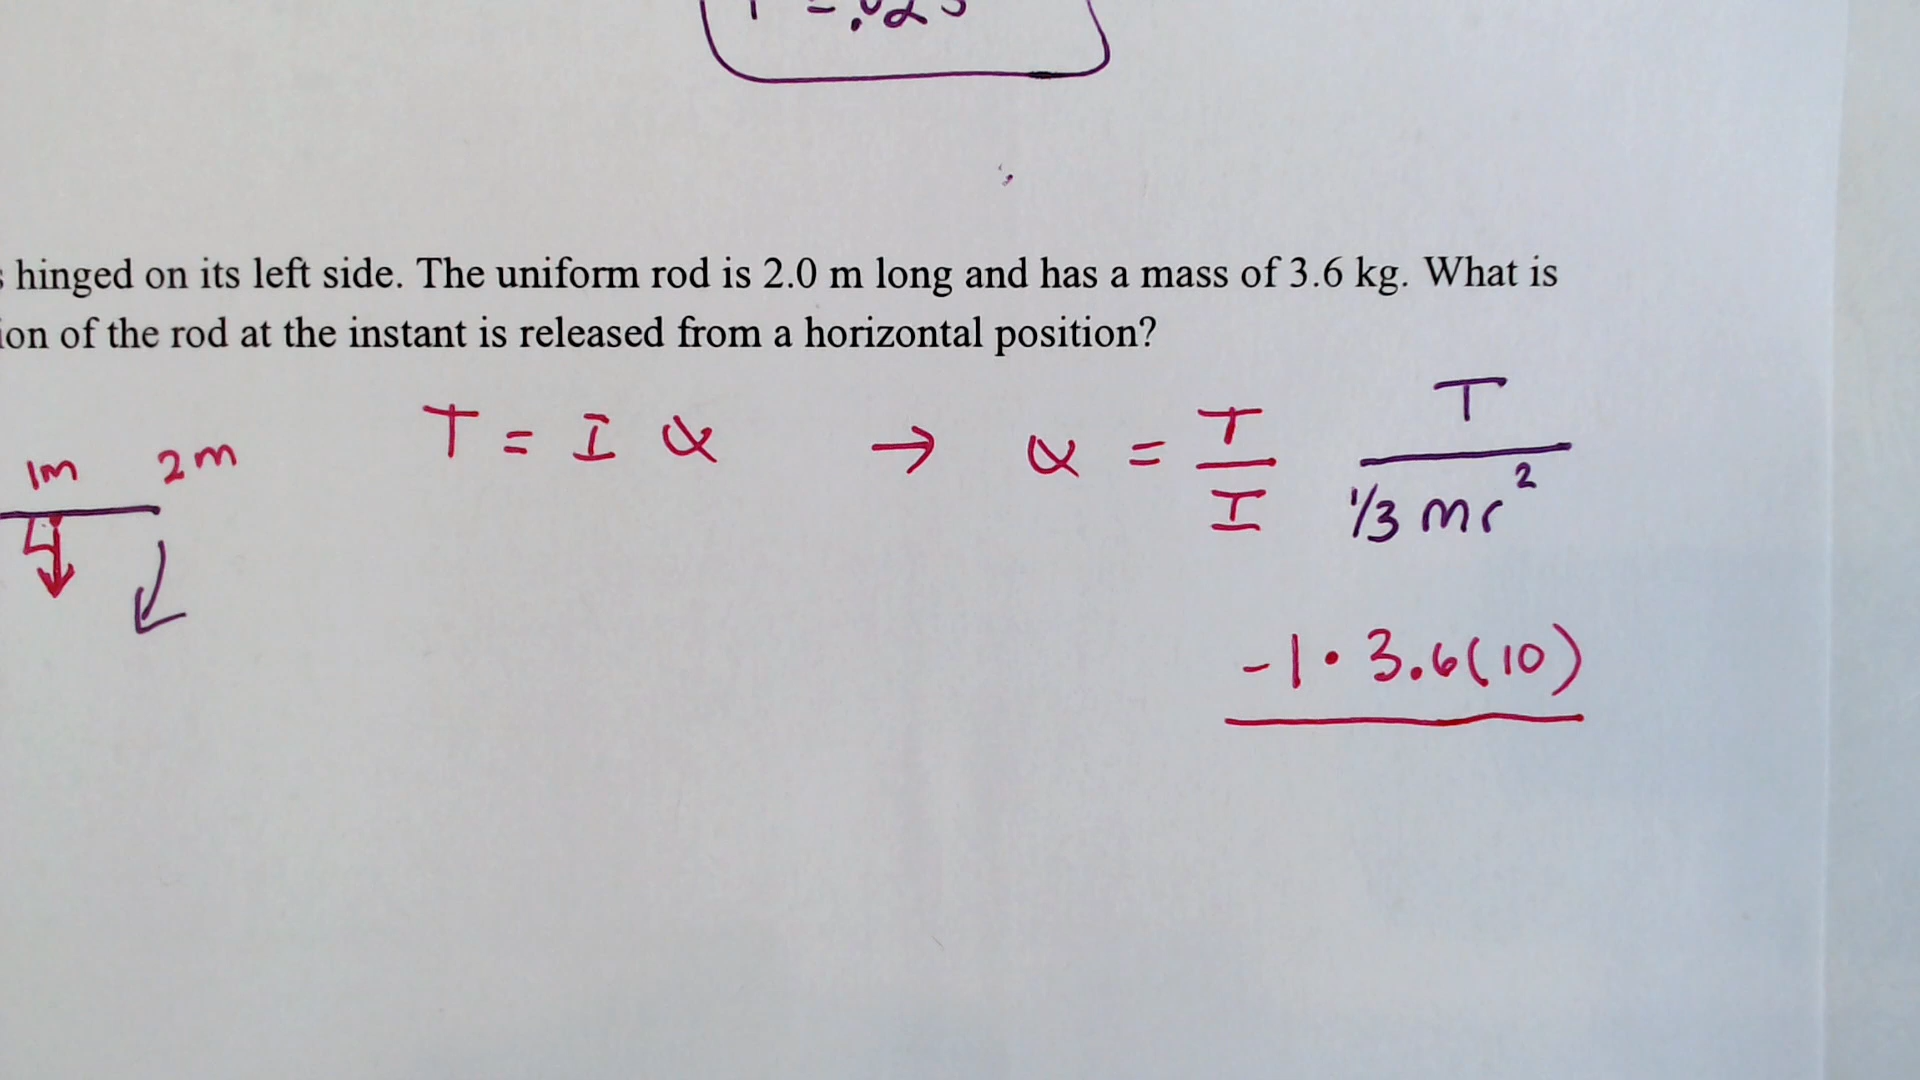 hinged on its left side. The uniform rod is 2.0 m long and has a mass of 3.6 kg. What is
ion of the rod at the instant is released from a horizontal position?
1m 2m
T = I α → α = T/I T/(1/3 mr²)
-1 · 3.6(10)